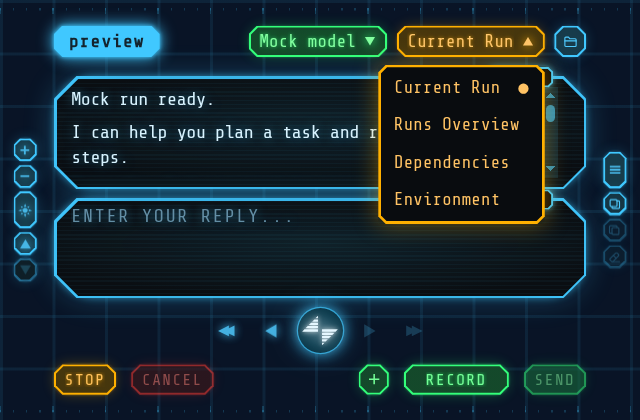 preview
Mock model
Current Run
Mock run ready.
I can help you plan a task and r
steps.
Current Run
Runs Overview
Dependencies
Environment
ENTER YOUR REPLY...
STOP
CANCEL
+
RECORD
SEND